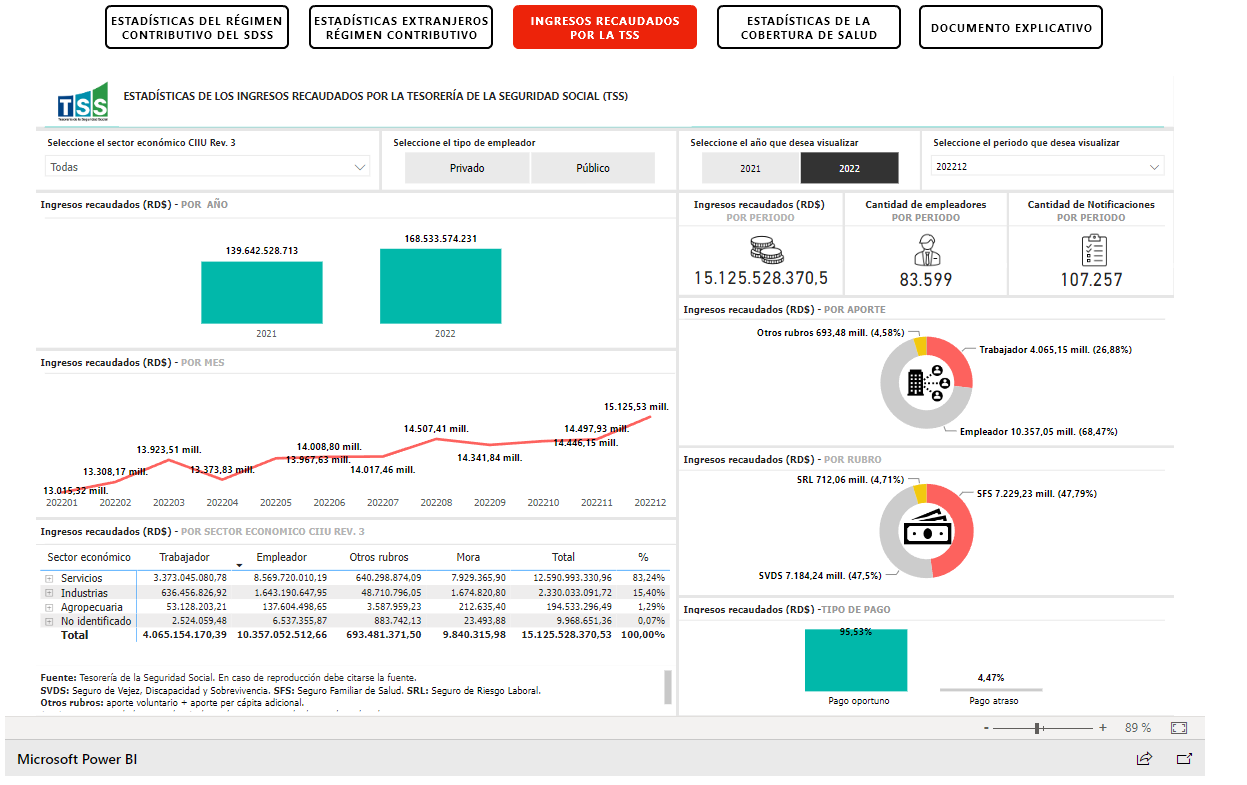 ESTADÍSTICAS DEL RÉGIMEN
CONTRIBUTIVO DEL SDSS
ESTADÍSTICAS EXTRANJEROS
RÉGIMEN CONTRIBUTIVO
INGRESOS RECAUDADOS
POR LA TSS
ESTADÍSTICAS DE LA
COBERTURA DE SALUD
DOCUMENTO EXPLICATIVO
TSS
Tesorería de la Seguridad Social
ESTADÍSTICAS DE LOS INGRESOS RECAUDADOS POR LA TESORERÍA DE LA SEGURIDAD SOCIAL (TSS)
Seleccione el sector económico CIIU Rev. 3
Todas
Seleccione el tipo de empleador
Privado
Público
Seleccione el año que desea visualizar
2021
2022
Seleccione el periodo que desea visualizar
202212
Ingresos recaudados (RD$) - POR AÑO
139.642.528.713
168.533.574.231
2021
2022
Ingresos recaudados (RD$)
POR PERIODO
15.125.528.370,5
Cantidad de empleadores
POR PERIODO
83.599
Cantidad de Notificaciones
POR PERIODO
107.257
Ingresos recaudados (RD$) - POR APORTE
Otros rubros 693,48 mill. (4,58%)
Trabajador 4.065,15 mill. (26,88%)
Empleador 10.357,05 mill. (68,47%)
Ingresos recaudados (RD$) - POR MES
13.015,32 mill.
13.308,17 mill.
13.923,51 mill.
13.373,83 mill.
13.967,63 mill.
14.008,80 mill.
14.017,46 mill.
14.507,41 mill.
14.341,84 mill.
14.446,15 mill.
14.497,93 mill.
15.125,53 mill.
202201 202202 202203 202204 202205 202206 202207 202208 202209 202210 202211 202212
Ingresos recaudados (RD$) - POR RUBRO
SRL 712,06 mill. (4,71%)
SFS 7.229,23 mill. (47,79%)
SVDS 7.184,24 mill. (47,5%)
Ingresos recaudados (RD$) - POR SECTOR ECONOMICO CIIU REV. 3
Sector económico Trabajador Empleador Otros rubros Mora Total %
Servicios 3.373.045.080,78 8.569.720.010,19 640.298.874,09 7.929.365,90 12.590.993.330,96 83,24%
Industrias 636.456.826,92 1.643.190.647,95 48.710.796,05 1.674.820,80 2.330.033.091,72 15,40%
Agropecuaria 53.128.203,21 137.604.498,65 3.587.959,23 212.635,40 194.533.296,49 1,29%
No identificado 2.524.059,48 6.537.355,87 883.742,13 23.493,88 9.968.651,36 0,07%
Total 4.065.154.170,39 10.357.052.512,66 693.481.371,50 9.840.315,98 15.125.528.370,53 100,00%
Ingresos recaudados (RD$) -TIPO DE PAGO
95,53%
4,47%
Pago oportuno
Pago atraso
Fuente: Tesorería de la Seguridad Social. En caso de reproducción debe citarse la fuente.
SVDS: Seguro de Vejez, Discapacidad y Sobrevivencia. SFS: Seguro Familiar de Salud. SRL: Seguro de Riesgo Laboral.
Otros rubros: aporte voluntario + aporte per cápita adicional.
- + 89 %
Microsoft Power BI